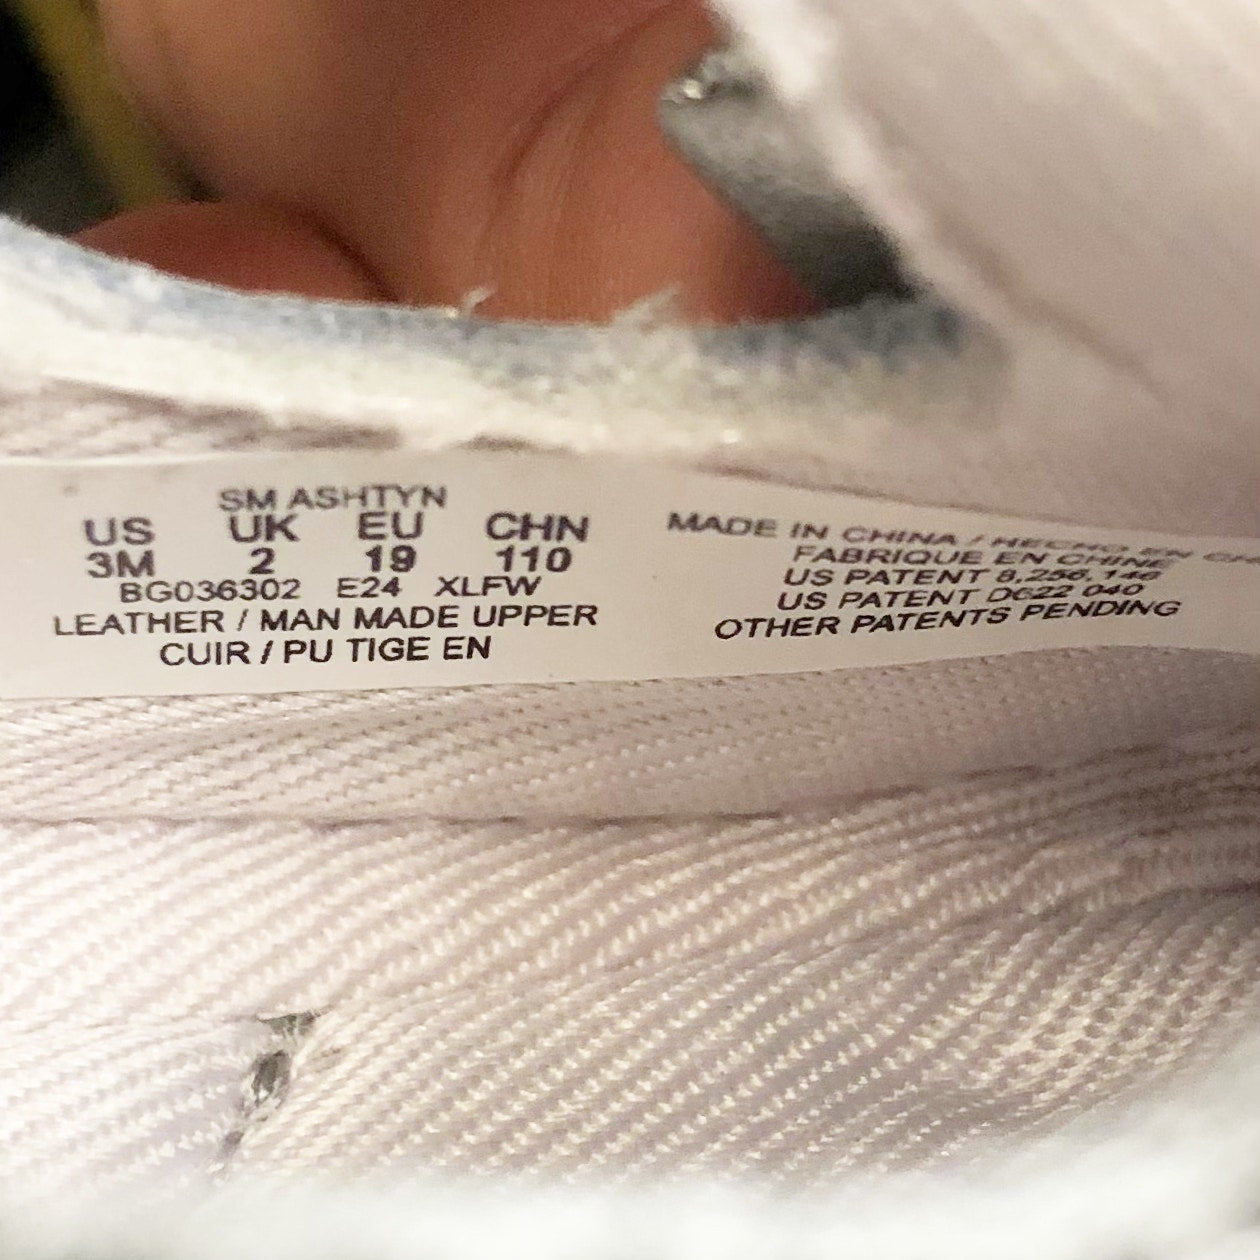 SM ASHTYN
US UK EU CHN
3M 2 19 110
BG036302 E24 XLFW
LEATHER / MAN MADE UPPER
CUIR / PU TIGE EN
MADE IN CHINA / HECHO EN
FABRIQUE EN CHINE
US PATENT 8,256,146
US PATENT D622 040
OTHER PATENTS PENDING